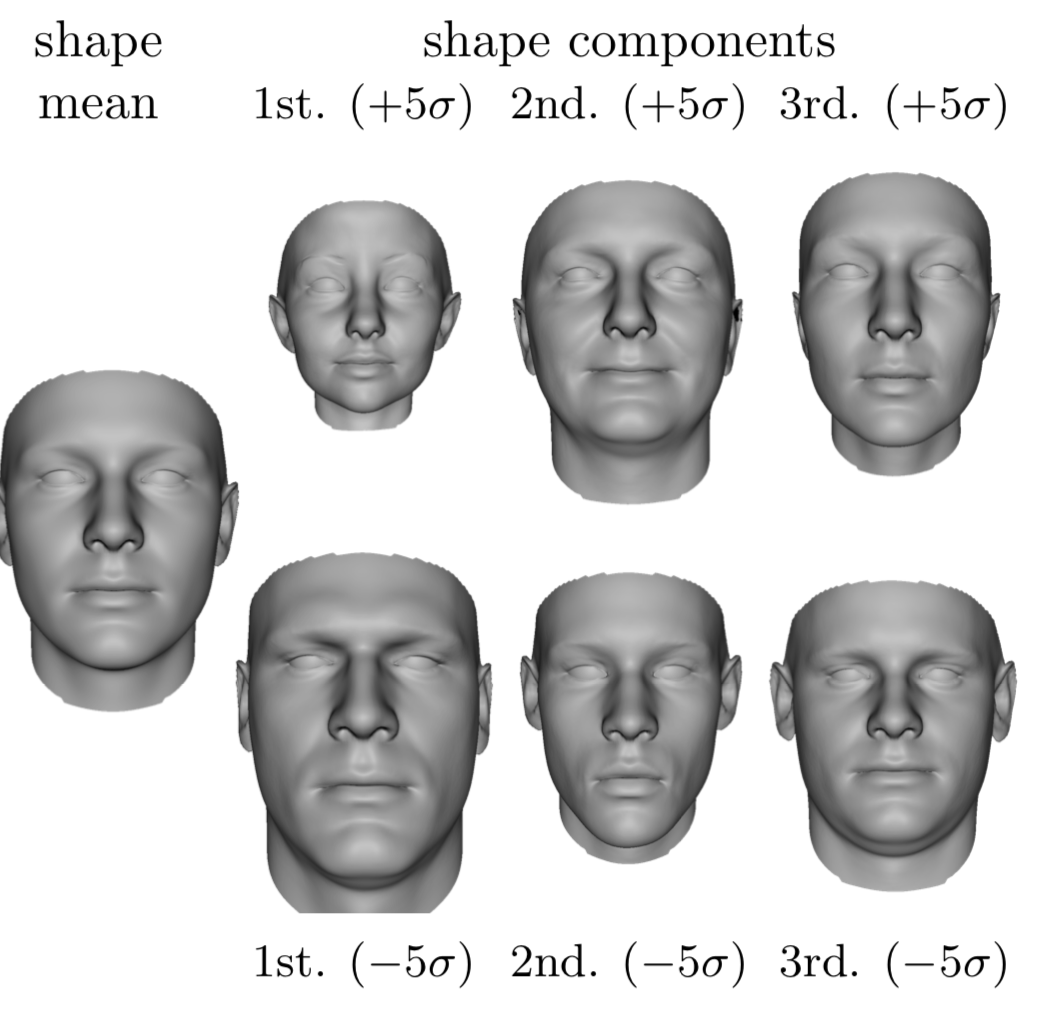 shape
mean
shape components
1st. (+5σ) 2nd. (+5σ) 3rd. (+5σ)
1st. (−5σ) 2nd. (−5σ) 3rd. (−5σ)